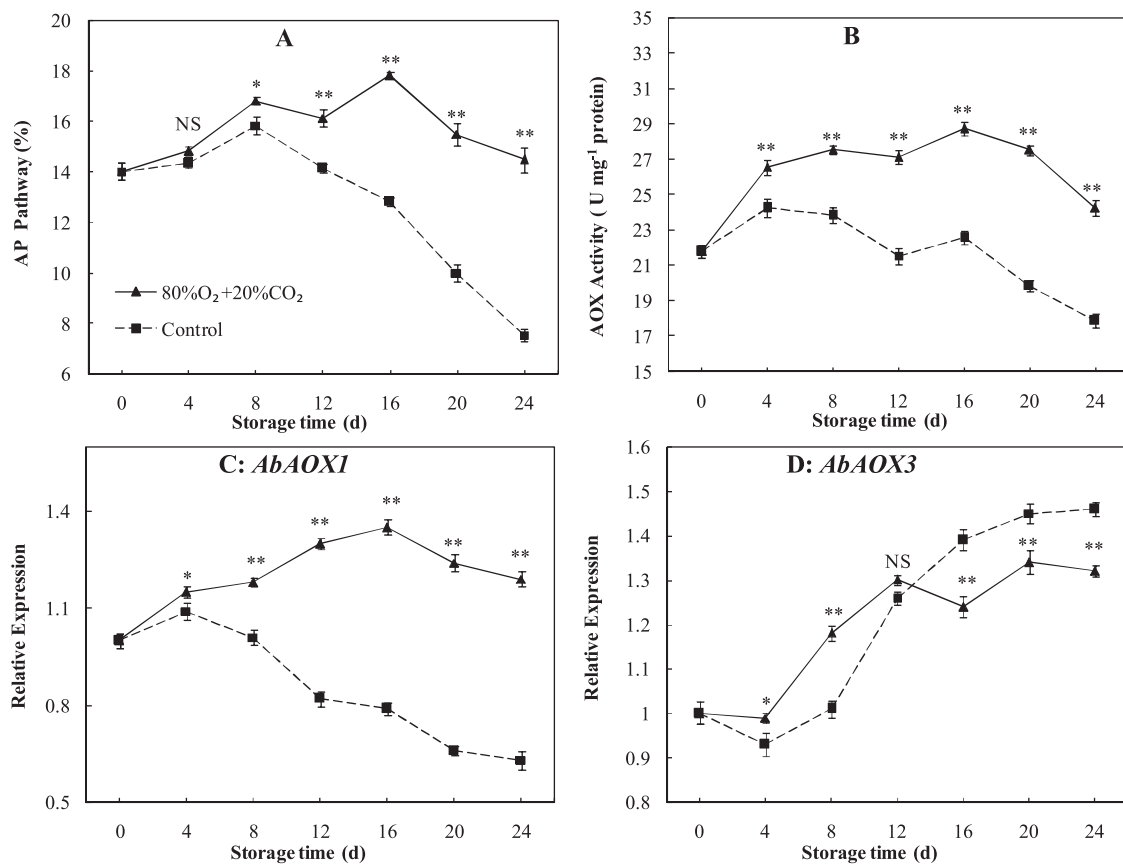 A
AP Pathway (%)
20
18
16
14
12
10
8
6
NS
*
**
**
**
**
80%O₂+20%CO₂
Control
0 4 8 12 16 20 24
Storage time (d)
B
AOX Activity ( U mg⁻¹ protein)
35
33
31
29
27
25
23
21
19
17
15
**
**
**
**
**
**
0 4 8 12 16 20 24
Storage time (d)
C: AbAOX1
Relative Expression
1.4
1.1
0.8
0.5
*
**
**
**
**
**
0 4 8 12 16 20 24
Storage time (d)
D: AbAOX3
Relative Expression
1.6
1.5
1.4
1.3
1.2
1.1
1
0.9
0.8
*
**
NS
**
**
**
0 4 8 12 16 20 24
Storage time (d)